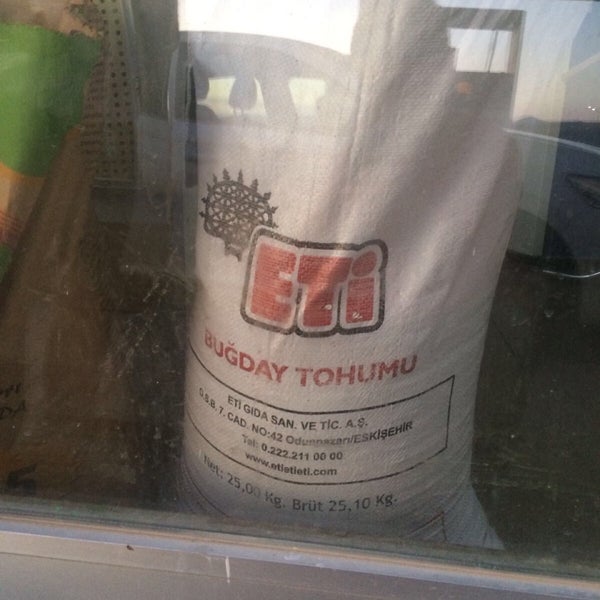 ETİ
BUĞDAY TOHUMU
ETİ GIDA SAN. VE TİC. A.Ş.
O.S.B. 7. CAD. NO:42 Odunpazarı/ESKİŞEHİR
Tel: 0.222.211 00 00
www.etietieti.com
Net: 25,00 Kg. Brüt 25,10 Kg.